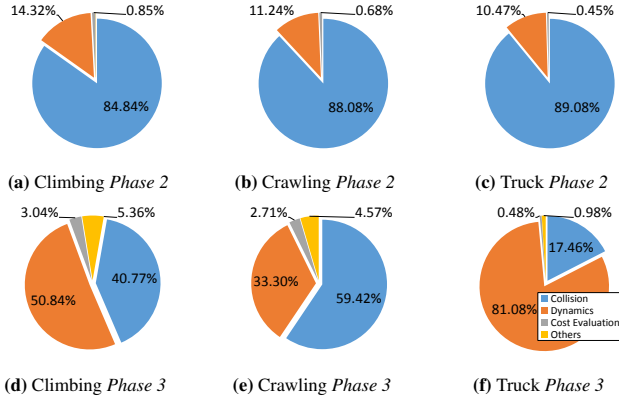 14.32% 0.85% 11.24% 0.68% 10.47% 0.45%
84.84% 88.08% 89.08%
(a) Climbing Phase 2 (b) Crawling Phase 2 (c) Truck Phase 2
3.04% 5.36% 2.71% 4.57% 0.48% 0.98%
17.46%
40.77%
50.84% 33.30% 59.42%
81.08%
Collision
Dynamics
Cost Evaluation
Others
(d) Climbing Phase 3 (e) Crawling Phase 3 (f) Truck Phase 3